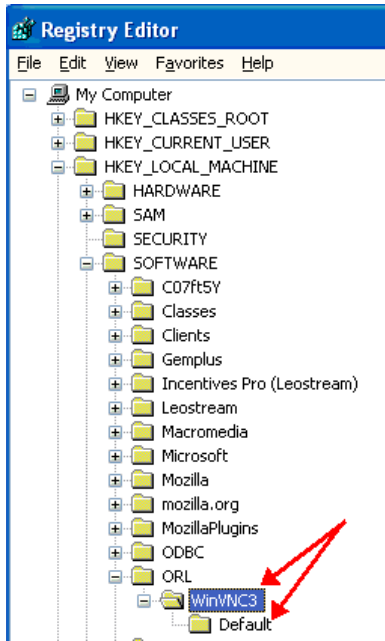 Registry Editor
File Edit View Favorites Help
My Computer
HKEY_CLASSES_ROOT
HKEY_CURRENT_USER
HKEY_LOCAL_MACHINE
HARDWARE
SAM
SECURITY
SOFTWARE
C07ft5Y
Classes
Clients
Gemplus
Incentives Pro (Leostream)
Leostream
Macromedia
Microsoft
Mozilla
mozilla.org
MozillaPlugins
ODBC
ORL
WinVNC3
Default